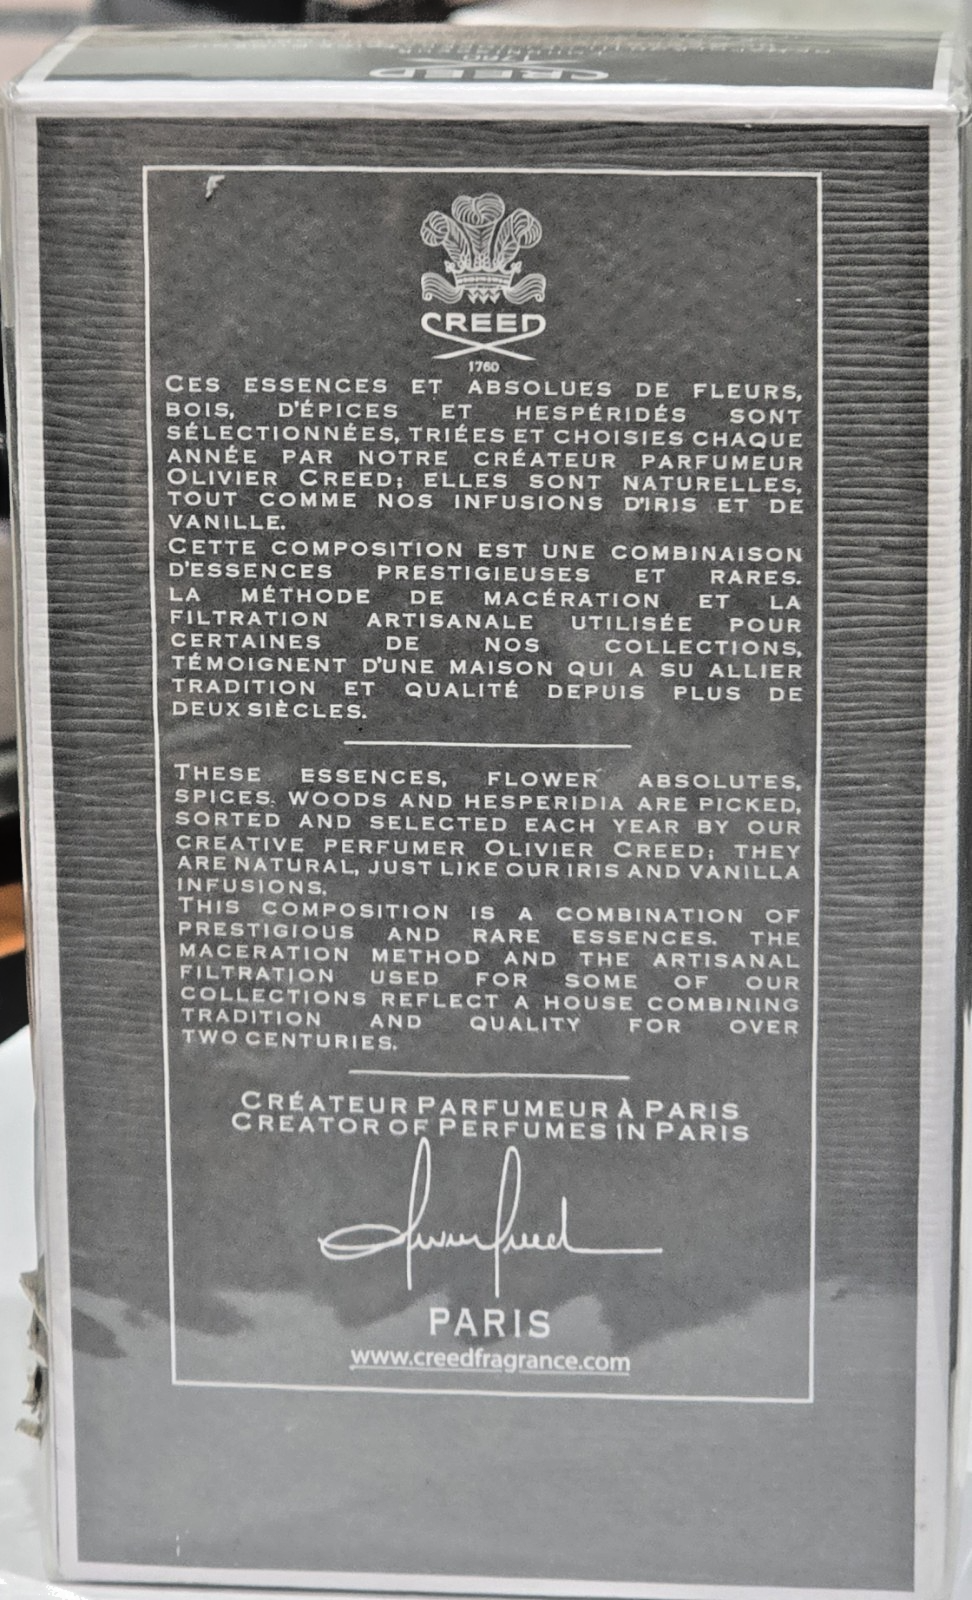 CREED
1760
CREED
1760
CES ESSENCES ET ABSOLUES DE FLEURS,
BOIS, D'ÉPICES ET HESPÉRIDÉS SONT
SÉLECTIONNÉES, TRIÉES ET CHOISIES CHAQUE
ANNÉE PAR NOTRE CRÉATEUR PARFUMEUR
OLIVIER CREED; ELLES SONT NATURELLES,
TOUT COMME NOS INFUSIONS D'IRIS ET DE
VANILLE.
CETTE COMPOSITION EST UNE COMBINAISON
D'ESSENCES PRESTIGIEUSES ET RARES.
LA MÉTHODE DE MACÉRATION ET LA
FILTRATION ARTISANALE UTILISÉE POUR
CERTAINES DE NOS COLLECTIONS,
TÉMOIGNENT D'UNE MAISON QUI A SU ALLIER
TRADITION ET QUALITÉ DEPUIS PLUS DE
DEUX SIÈCLES.
THESE ESSENCES, FLOWER ABSOLUTES,
SPICES, WOODS AND HESPERIDIA ARE PICKED,
SORTED AND SELECTED EACH YEAR BY OUR
CREATIVE PERFUMER OLIVIER CREED; THEY
ARE NATURAL, JUST LIKE OUR IRIS AND VANILLA
INFUSIONS.
THIS COMPOSITION IS A COMBINATION OF
PRESTIGIOUS AND RARE ESSENCES. THE
MACERATION METHOD AND THE ARTISANAL
FILTRATION USED FOR SOME OF OUR
COLLECTIONS REFLECT A HOUSE COMBINING
TRADITION AND QUALITY FOR OVER
TWO CENTURIES.
CRÉATEUR PARFUMEUR À PARIS
CREATOR OF PERFUMES IN PARIS
Olivier Creed
PARIS
www.creedfragrance.com